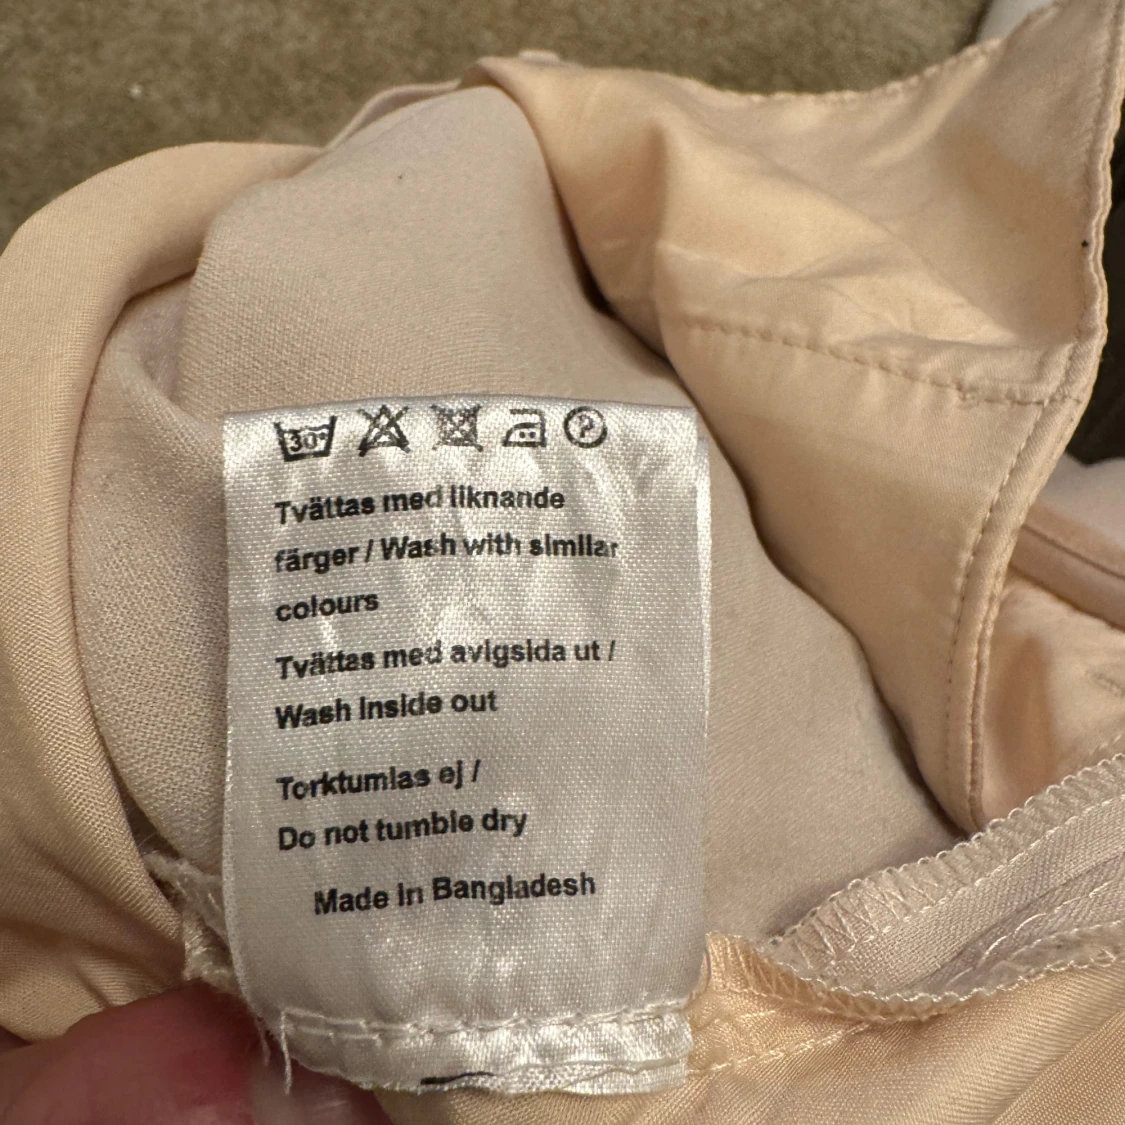 30°
P
Tvättas med liknande
färger / Wash with similar
colours
Tvättas med avigsida ut /
Wash inside out
Torktumlas ej /
Do not tumble dry
Made in Bangladesh